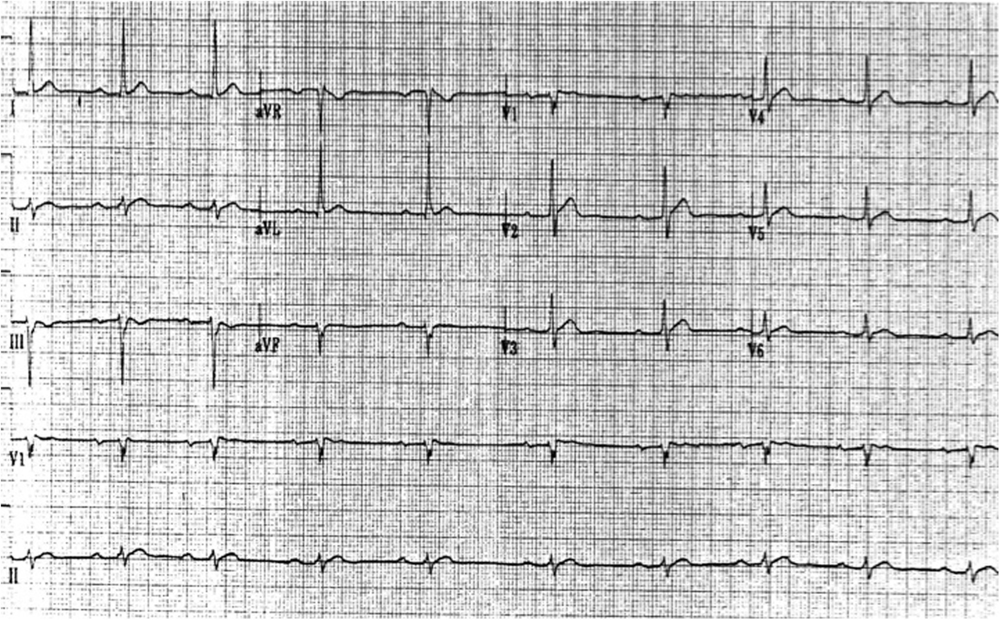 I aVR V1 V4
II aVL V2 V5
III aVF V3 V6
V1
II